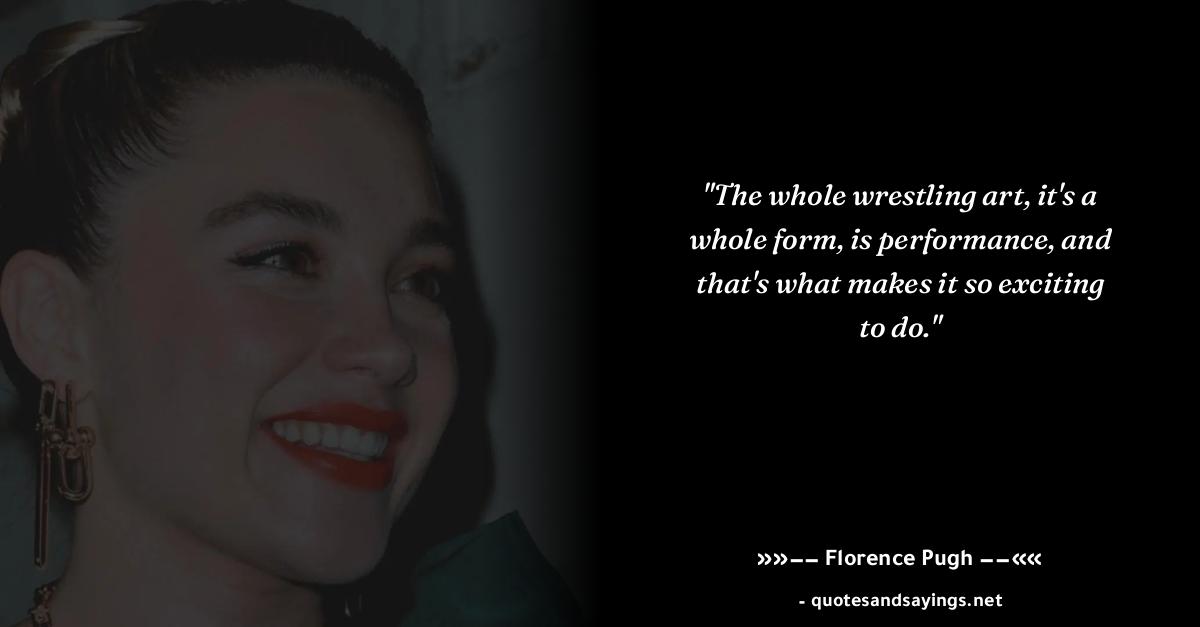 "The whole wrestling art, it's a
whole form, is performance, and
that's what makes it so exciting
to do."
»»−− Florence Pugh −−««
- quotesandsayings.net